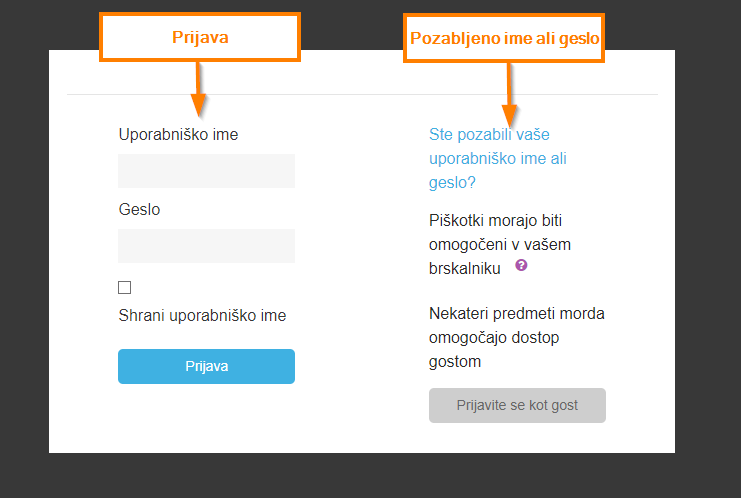 Prijava
Pozabljeno ime ali geslo
Uporabniško ime
Geslo
Shrani uporabniško ime
Prijava
Ste pozabili vaše
uporabniško ime ali
geslo?
Piškotki morajo biti
omogočeni v vašem
brskalniku ?
Nekateri predmeti morda
omogočajo dostop
gostom
Prijavite se kot gost